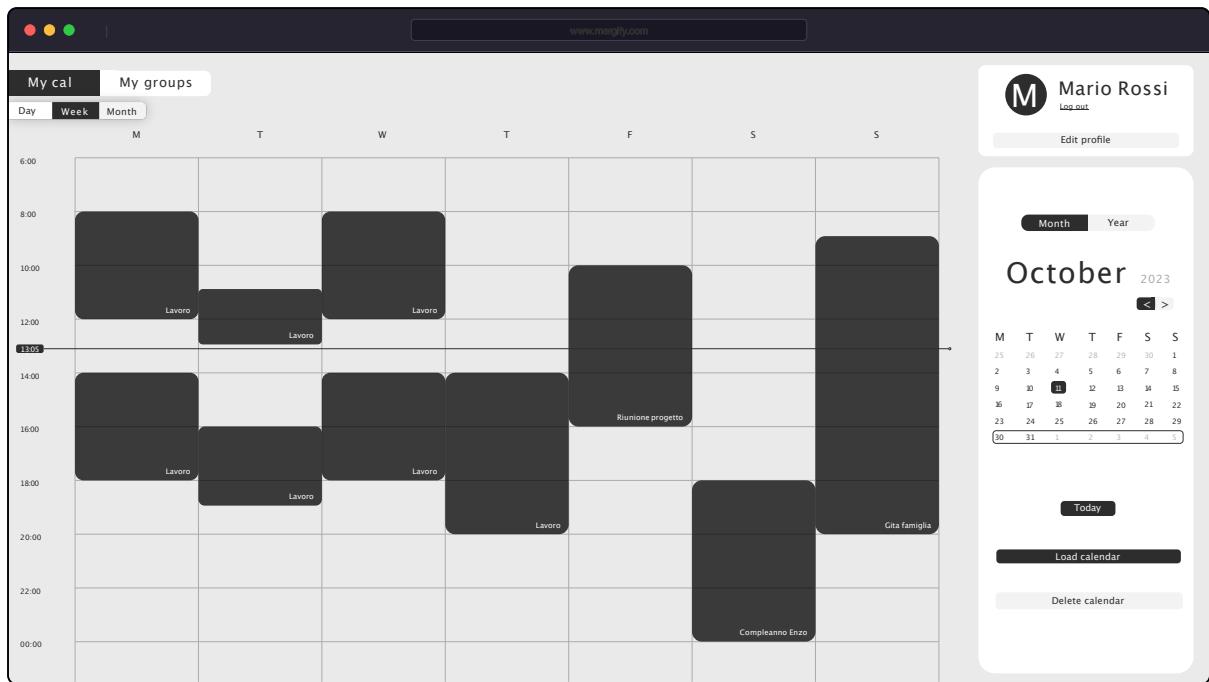 www.mergify.com
My cal My groups
Day Week Month
M T W T F S S
6:00
8:00
10:00
12:00
13:05
14:00
16:00
18:00
20:00
22:00
00:00
Lavoro
Lavoro
Lavoro
Lavoro
Lavoro
Lavoro
Lavoro
Riunione progetto
Compleanno Enzo
Gita famiglia
M
Mario Rossi
Log out
Edit profile
Month Year
October 2023
< >
M T W T F S S
25 26 27 28 29 30 1
2 3 4 5 6 7 8
9 10 11 12 13 14 15
16 17 18 19 20 21 22
23 24 25 26 27 28 29
30 31 1 2 3 4 5
Today
Load calendar
Delete calendar